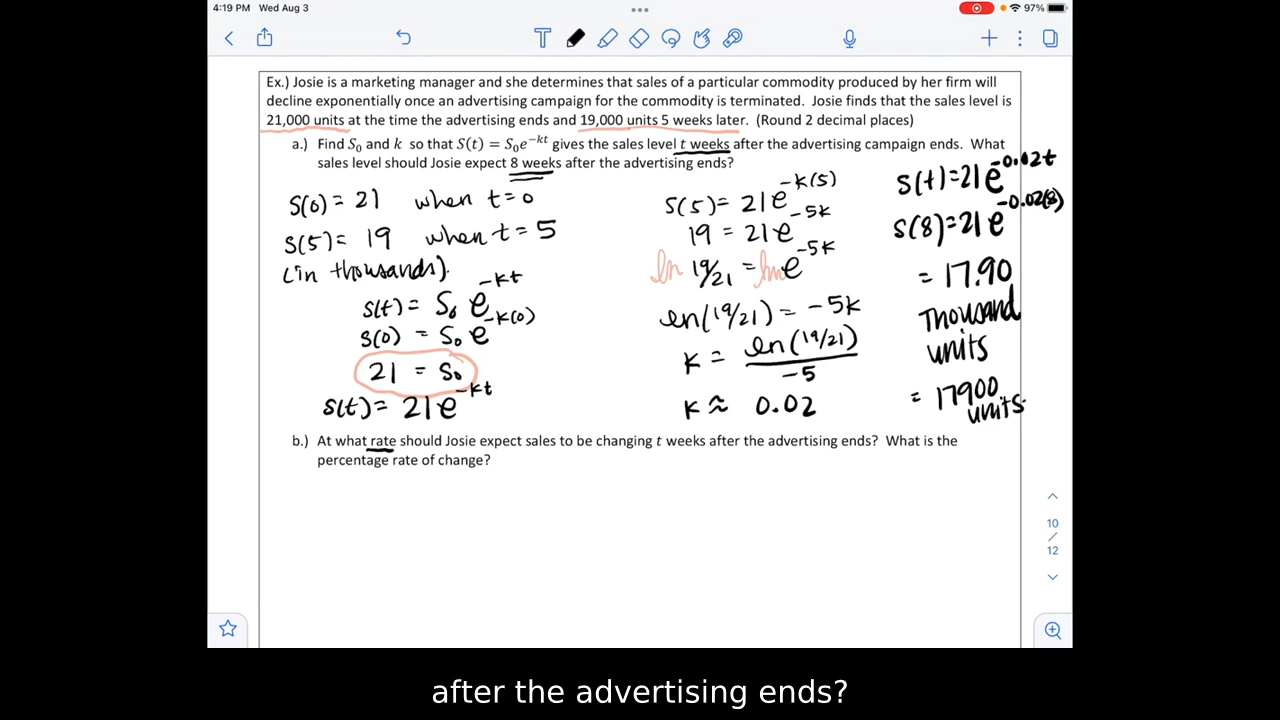 4:19 PM Wed Aug 3
97%
Ex.) Josie is a marketing manager and she determines that sales of a particular commodity produced by her firm will
decline exponentially once an advertising campaign for the commodity is terminated. Josie finds that the sales level is
21,000 units at the time the advertising ends and 19,000 units 5 weeks later. (Round 2 decimal places)
a.) Find S₀ and k so that S(t) = S₀e^{-kt} gives the sales level t weeks after the advertising campaign ends. What
sales level should Josie expect 8 weeks after the advertising ends?
S(0) = 21 when t=0
S(5) = 19 when t = 5
(in thousands).
S(t) = S₀ e^{-kt}
S(0) = S₀ e^{-k(0)}
21 = S₀
S(t) = 21e^{-kt}
S(5) = 21e^{-k(5)}
19 = 21e^{-5k}
ln 19/21 = ln e^{-5k}
ln(19/21) = -5k
k = ln(19/21) / -5
k ≈ 0.02
S(t) = 21e^{-0.02t}
S(8) = 21e^{-0.02(8)}
= 17.90
Thousand
units
= 17900
units.
b.) At what rate should Josie expect sales to be changing t weeks after the advertising ends? What is the
percentage rate of change?
10
/
12
after the advertising ends?